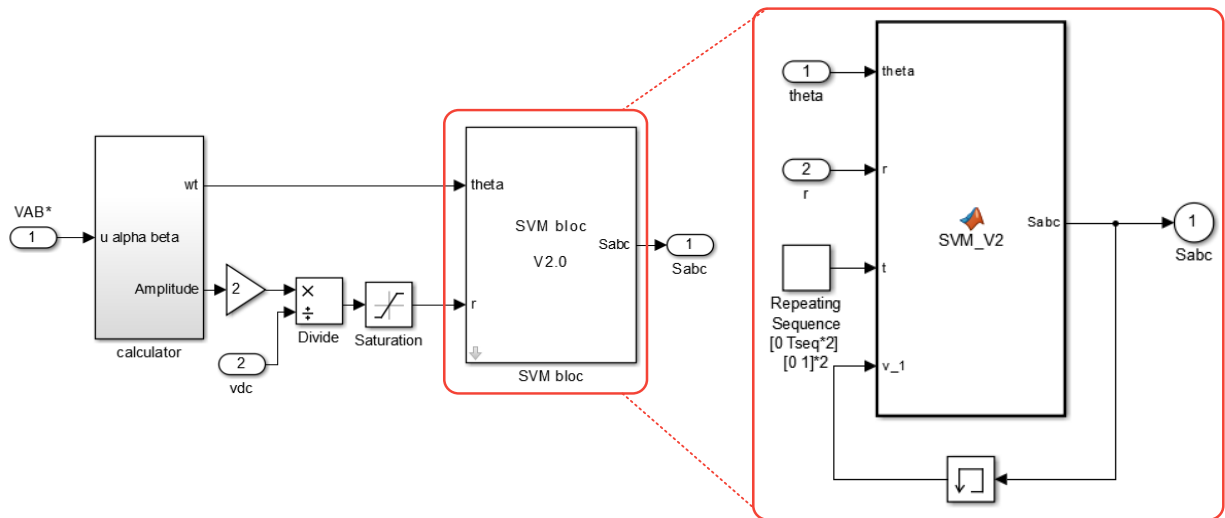 VAB*
1
u alpha beta
wt
Amplitude
calculator
2
×
÷
Divide
2
vdc
Saturation
theta
r
SVM bloc
V2.0
Sabc
SVM bloc
1
Sabc
1
theta
2
r
Repeating
Sequence
[0 Tseq*2]
[0 1]*2
theta
r
t
v_1
SVM_V2
Sabc
1
Sabc